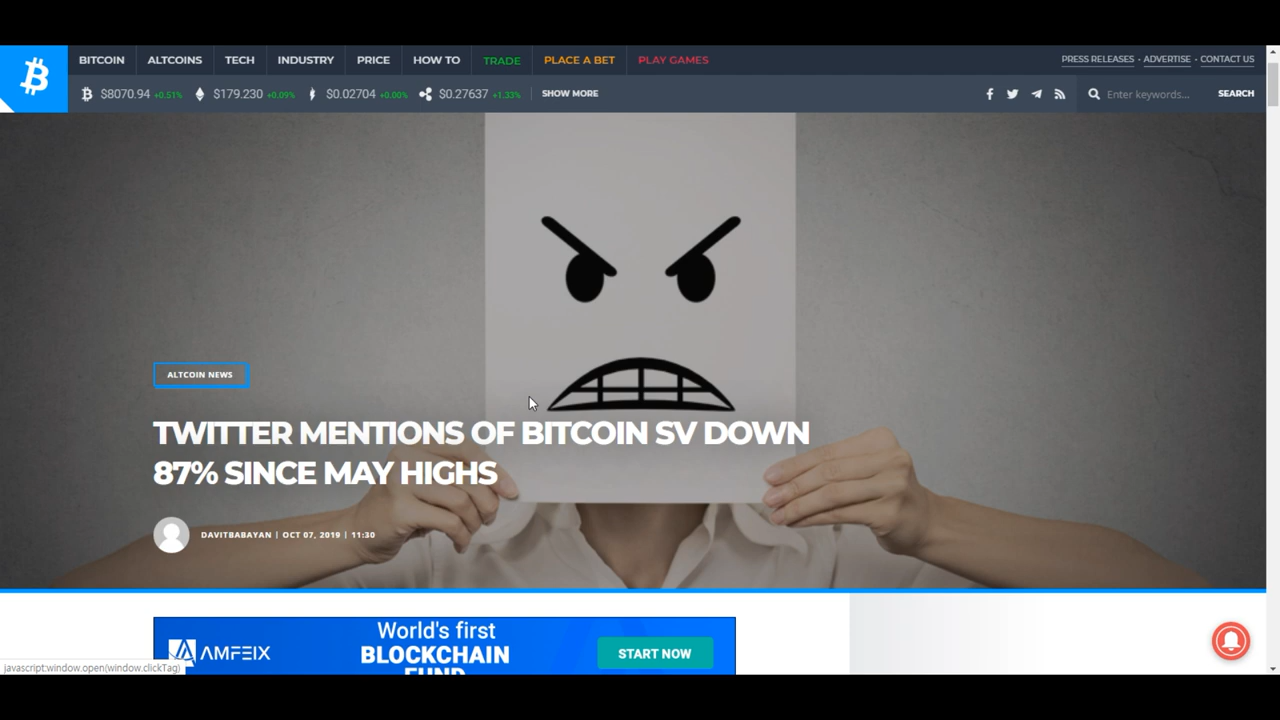 BITCOIN
ALTCOINS
TECH
INDUSTRY
PRICE
HOW TO
TRADE
PLACE A BET
PLAY GAMES
PRESS RELEASES • ADVERTISE • CONTACT US
$8070.94 +0.51% $179.230 +0.09% $0.02704 +0.00% $0.27637 +1.33% SHOW MORE
Enter keywords... SEARCH
ALTCOIN NEWS
TWITTER MENTIONS OF BITCOIN SV DOWN
87% SINCE MAY HIGHS
DAVITBABAYAN | OCT 07, 2019 | 11:30
World's first
BLOCKCHAIN
FUND
AMFEIX
START NOW
javascript:window.open(window.clickTag)